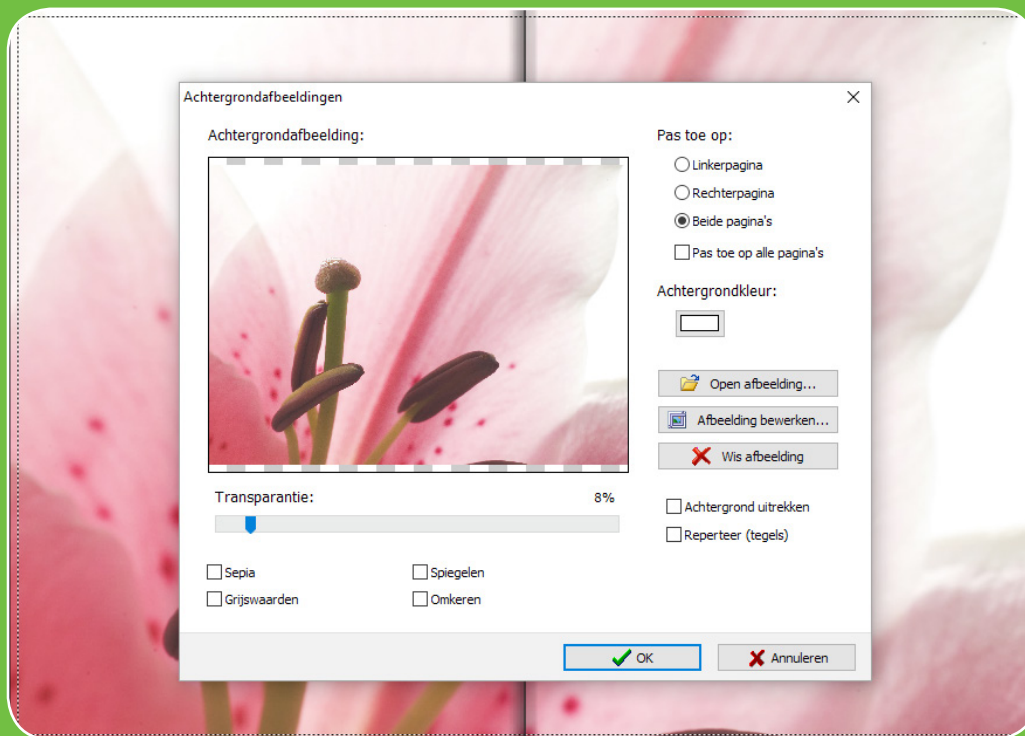 Achtergrondafbeeldingen
Achtergrondafbeelding:
Pas toe op:
Linkerpagina
Rechterpagina
Beide pagina's
Pas toe op alle pagina's
Achtergrondkleur:
Open afbeelding...
Afbeelding bewerken...
Wis afbeelding
Transparantie: 8%
Achtergrond uitrekken
Reperteer (tegels)
Sepia
Spiegelen
Grijswaarden
Omkeren
OK
Annuleren